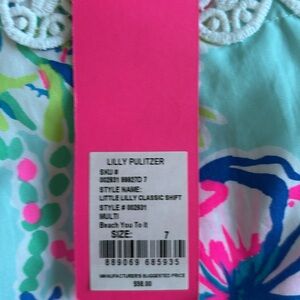 LILLY PULITZER
SKU #
002931 99927D 7
STYLE NAME:
LITTLE LILLY CLASSIC SHIFT
STYLE # 002931
MULTI
Beach You To It
SIZE: 7
889069 685935
MANUFACTURER'S SUGGESTED PRICE
$58.00